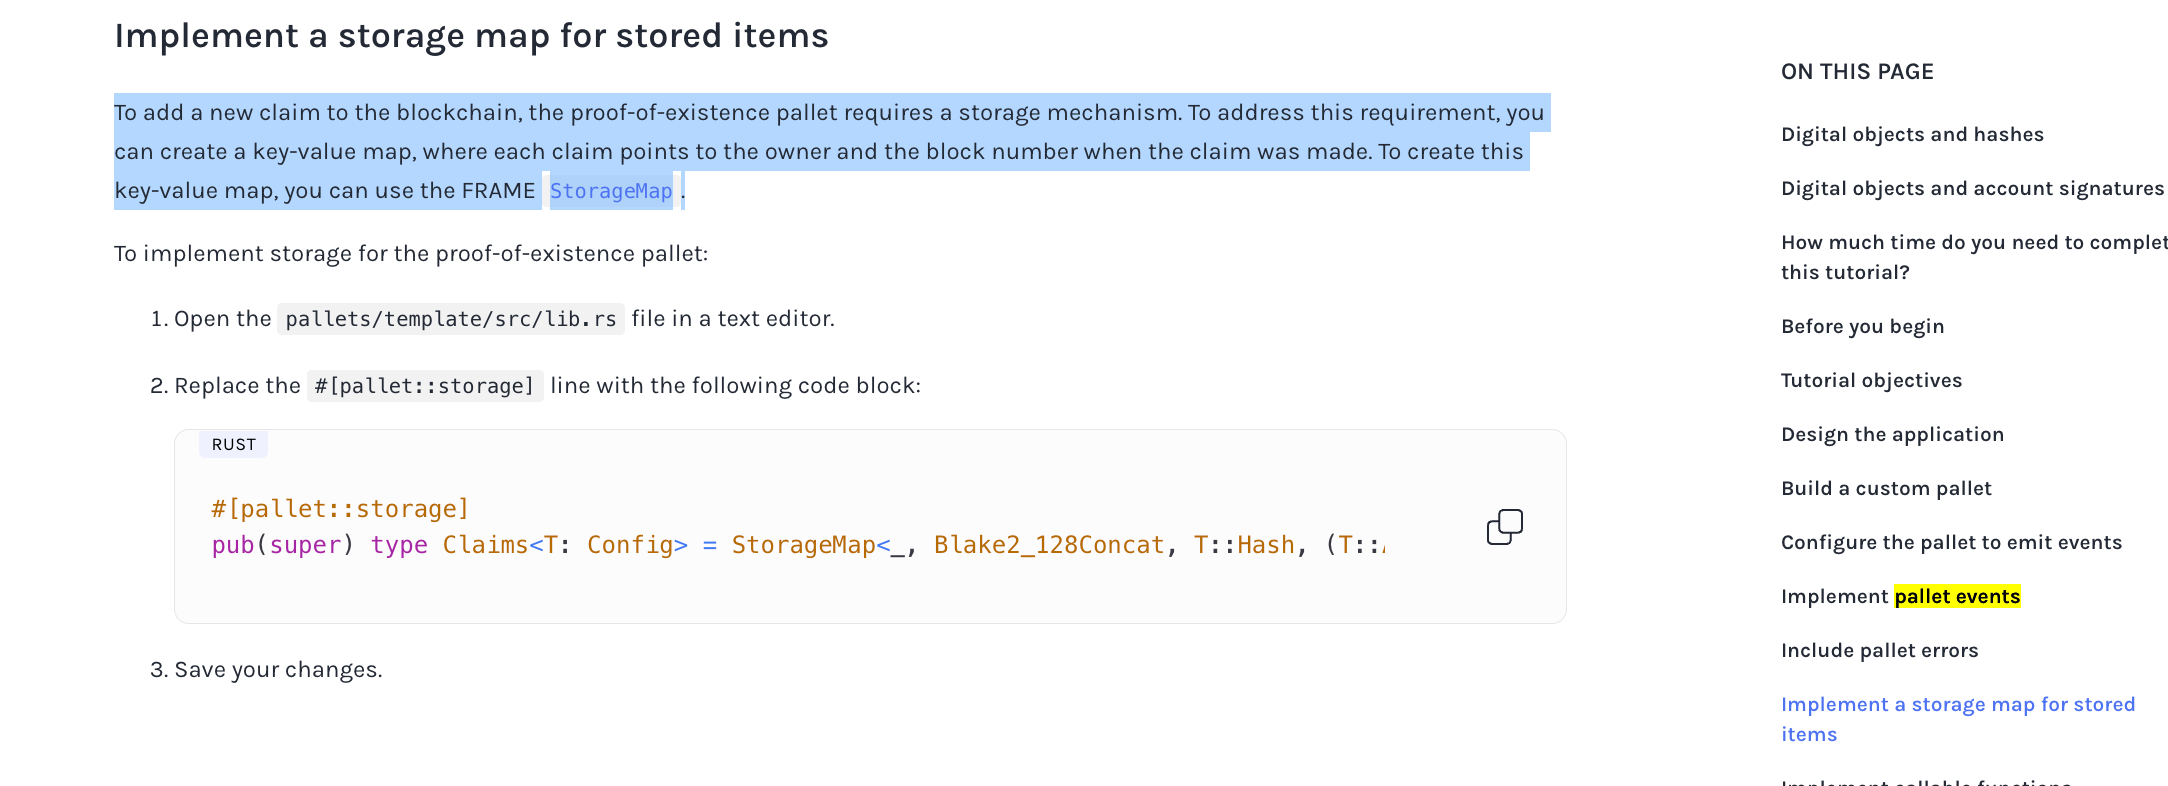 Implement a storage map for stored items
To add a new claim to the blockchain, the proof-of-existence pallet requires a storage mechanism. To address this requirement, you
can create a key-value map, where each claim points to the owner and the block number when the claim was made. To create this
key-value map, you can use the FRAME StorageMap .
To implement storage for the proof-of-existence pallet:
1. Open the pallets/template/src/lib.rs file in a text editor.
2. Replace the #[pallet::storage] line with the following code block:
RUST
#[pallet::storage]
pub(super) type Claims<T: Config> = StorageMap<_, Blake2_128Concat, T::Hash, (T::
3. Save your changes.
ON THIS PAGE
Digital objects and hashes
Digital objects and account signatures
How much time do you need to complet
this tutorial?
Before you begin
Tutorial objectives
Design the application
Build a custom pallet
Configure the pallet to emit events
Implement pallet events
Include pallet errors
Implement a storage map for stored
items
Implement callable functions